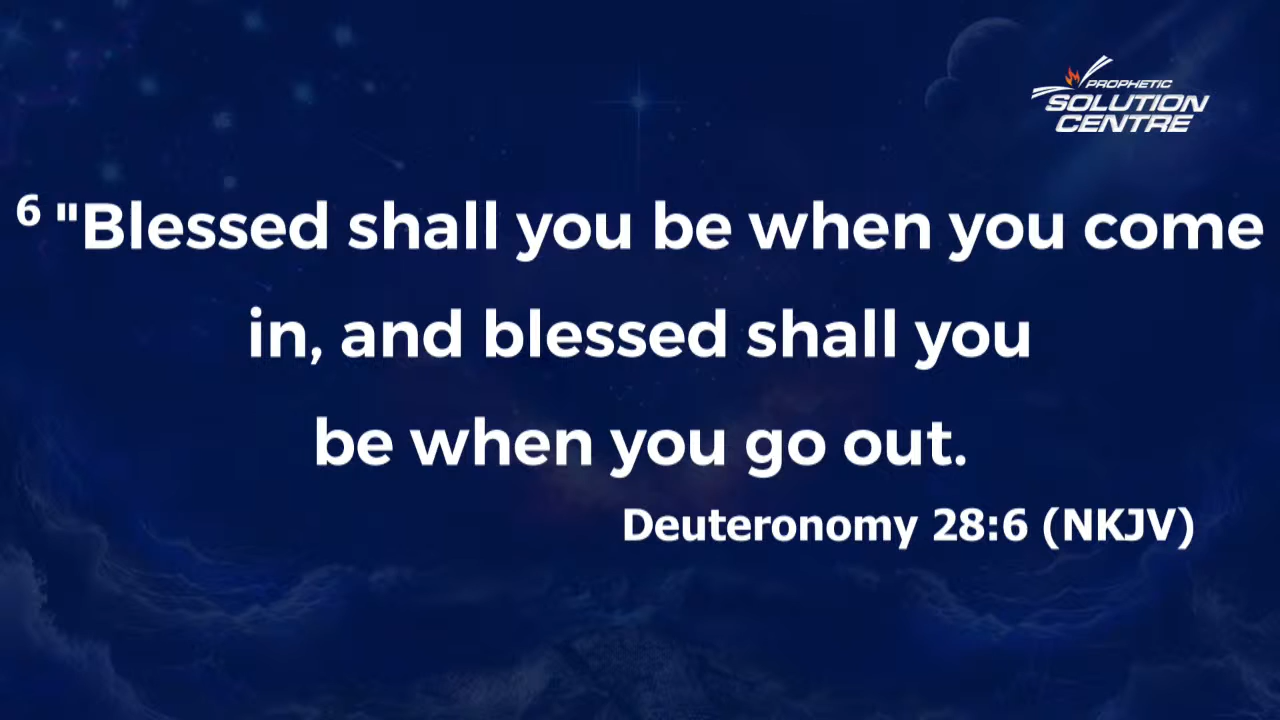 PROPHETIC
SOLUTION
CENTRE
6 "Blessed shall you be when you come
in, and blessed shall you
be when you go out.
Deuteronomy 28:6 (NKJV)